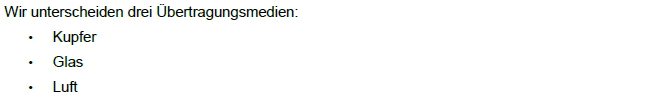 Wir unterscheiden drei Übertragungsmedien:
• Kupfer
• Glas
• Luft